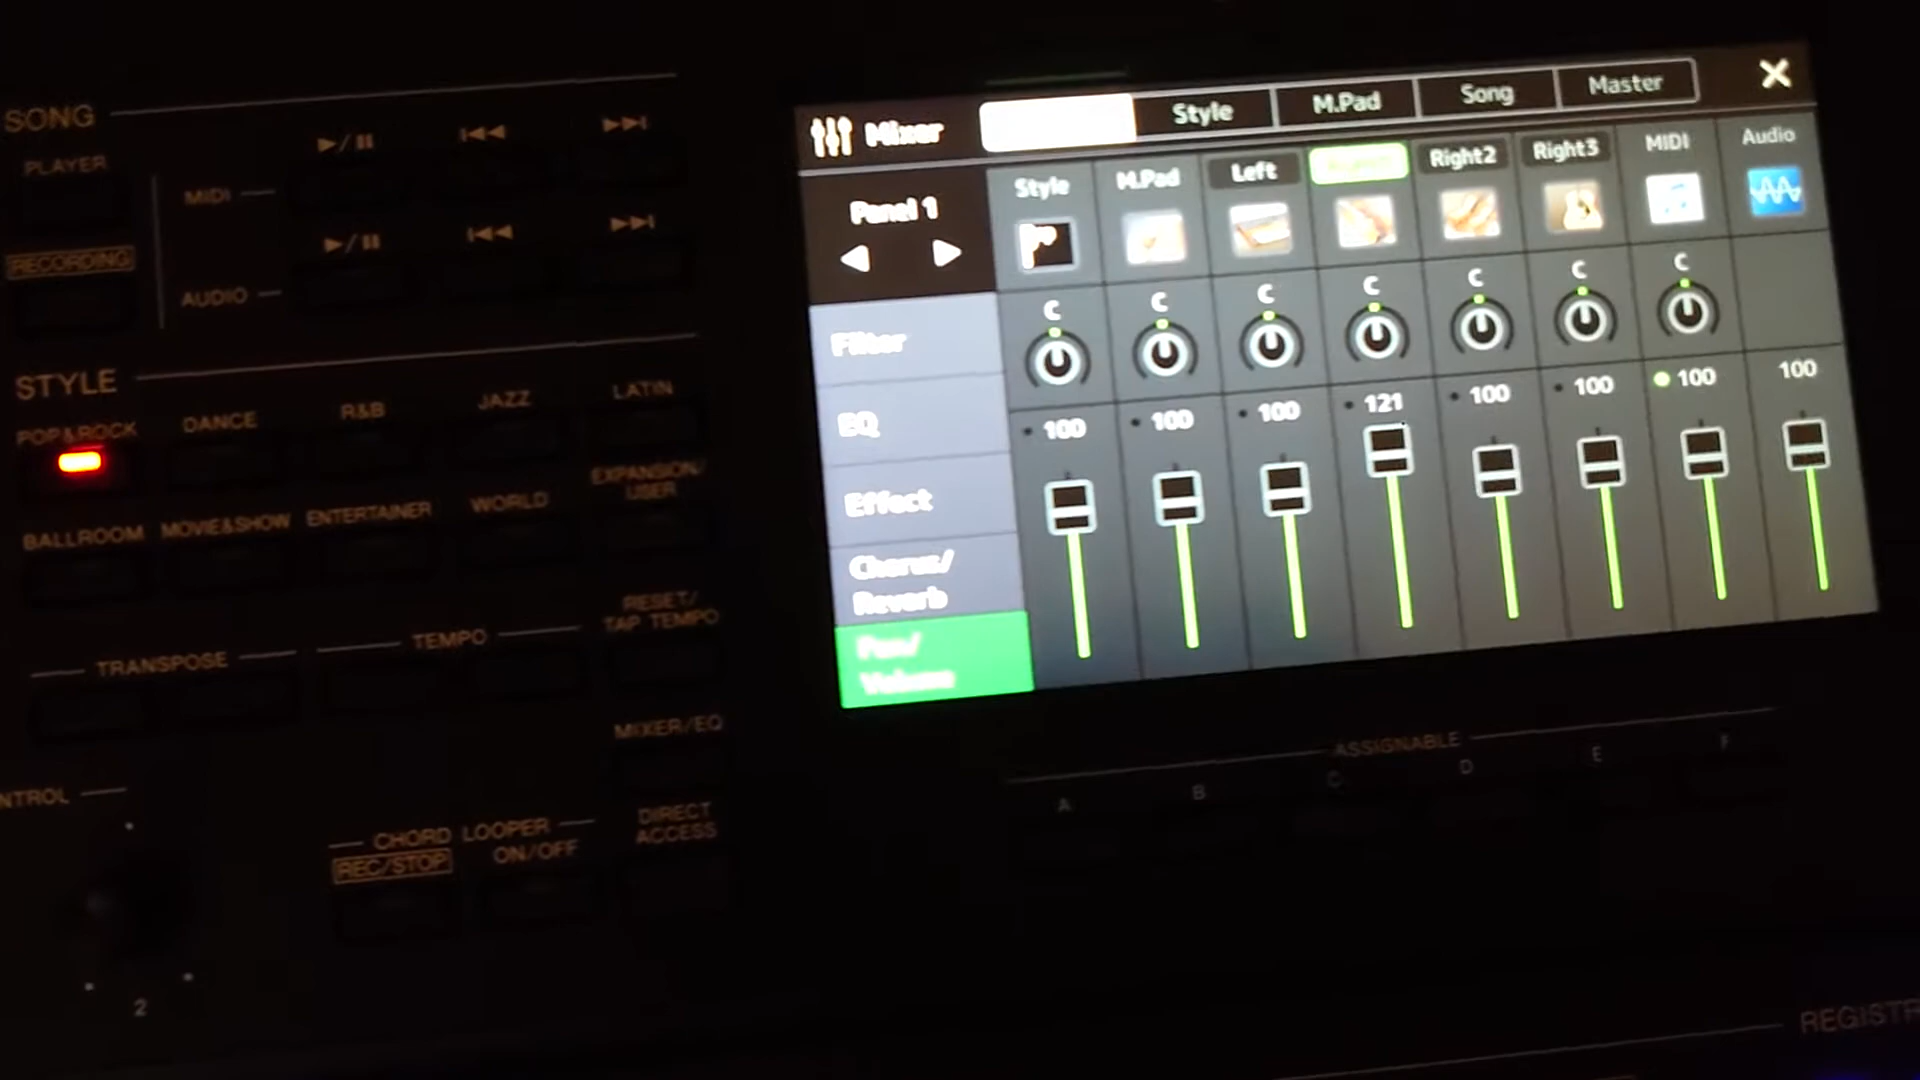 SONG
PLAYER
MIDI
RECORDING
AUDIO
STYLE
POP&ROCK
DANCE
R&B
JAZZ
LATIN
BALLROOM
MOVIE&SHOW
ENTERTAINER
WORLD
EXPANSION/
USER
TRANSPOSE
TEMPO
RESET/
TAP TEMPO
MIXER/EQ
NTROL
CHORD LOOPER
REC/STOP
ON/OFF
DIRECT
ACCESS
2
Mixer
Style
M.Pad
Song
Master
Panel 1
Style
M.Pad
Left
Right2
Right3
MIDI
Audio
Filter
C
C
C
C
C
C
C
EQ
100
100
100
121
100
100
100
100
Effect
Chorus/
Reverb
Pan/
Volume
ASSIGNABLE
A
B
C
D
E
F
REGISTR